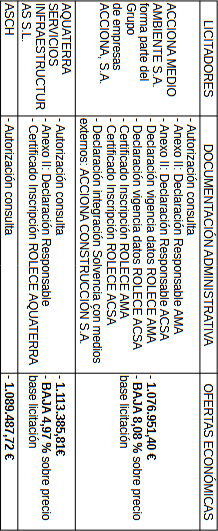 LICITADORES
DOCUMENTACIÓN ADMINISTRATIVA
OFERTAS ECONÓMICAS
ACCIONA MEDIO
AMBIENTE S.A.
forma parte del
Grupo
de empresas
ACCIONA, S.A.
- Autorización consulta
- Anexo II: Declaración Responsable AMA
- Anexo II: Declaración Responsable ACSA
- Declaración vigencia datos ROLECE AMA
- Declaración vigencia datos ROLECE ACSA
- Certificado Inscripción ROLECE AMA
- Certificado Inscripción ROLECE ACSA
- Declaración Integración Solvencia con medios
externos: ACCIONA CONSTRUCCION S.A.
- 1.076.951,40 €
- BAJA 8,08 % sobre precio
base licitación
AQUATERRA
SERVICIOS
INFRAESTRUCTUR
AS S.L.
- Autorización consulta
- Anexo II: Declaración Responsable
- Certificado Inscripción ROLECE AQUATERRA
- 1.113.385,81€
- BAJA 4,97 % sobre precio
base licitación
ASCH
- Autorización consulta
- 1.089.487,72 €